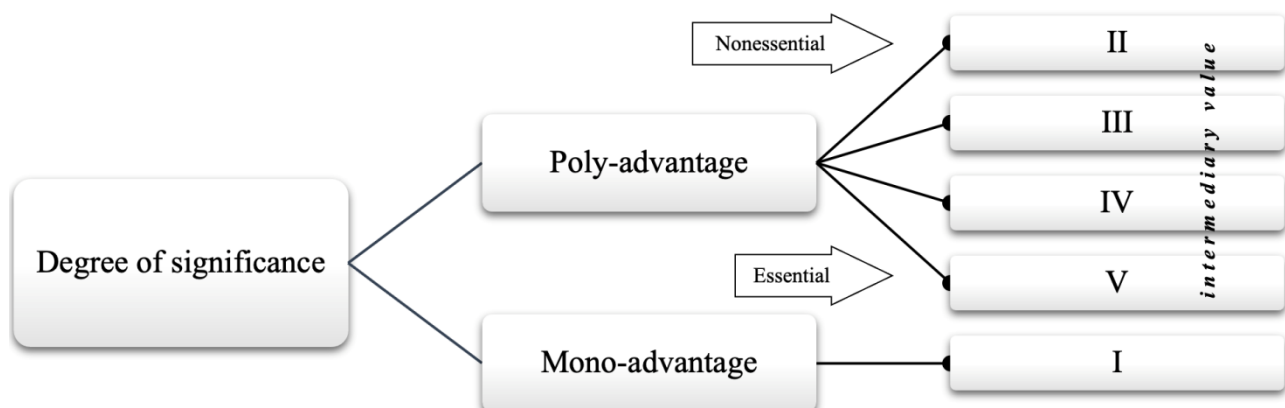 Nonessential
II
III
Poly-advantage
IV
Degree of significance
Essential
V
intermediary value
Mono-advantage
I